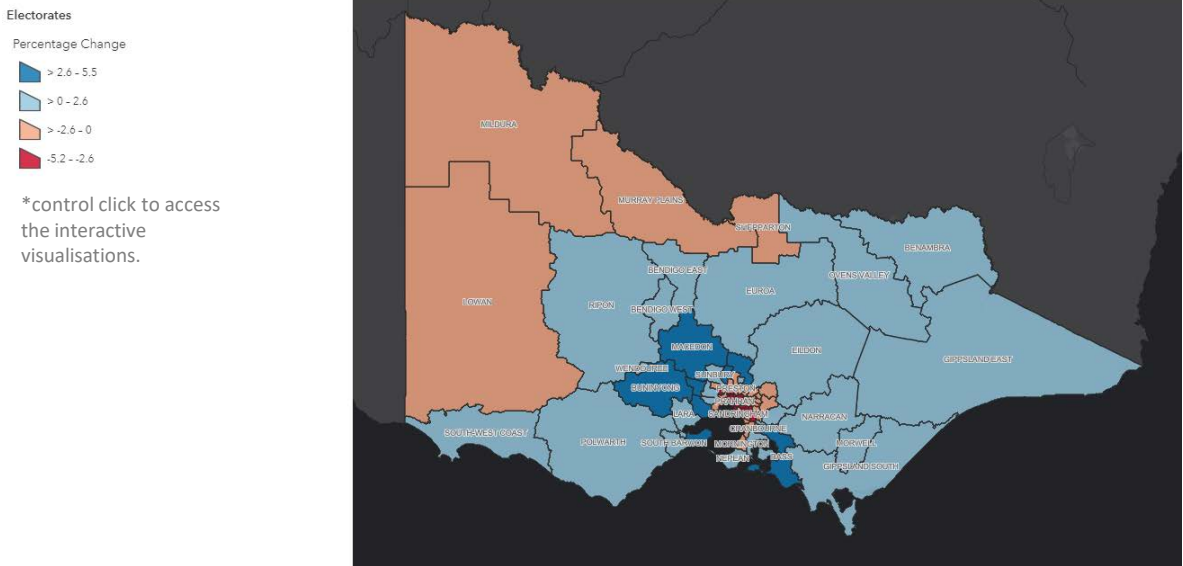 Electorates
Percentage Change
> 2.6 - 5.5
> 0 - 2.6
> -2.6 - 0
-5.2 - -2.6
*control click to access
the interactive
visualisations.
MILDURA
MURRAY PLAINS
SHEPPARTON
BENAMBRA
OVENS VALLEY
BENDIGO EAST
EUROA
LOWAN
RIPON
BENDIGO WEST
MACEDON
EILDON
GIPPSLAND EAST
WENDOUREE
SUNBURY
BUNINYONG
PRESTON
PRAHRAN
LARA
SANDRINGHAM
NARRACAN
CRANBOURNE
SOUTH-WEST COAST
POLWARTH
SOUTH BARWON
MORNINGTON
MORWELL
NEPEAN
BASS
GIPPSLAND SOUTH